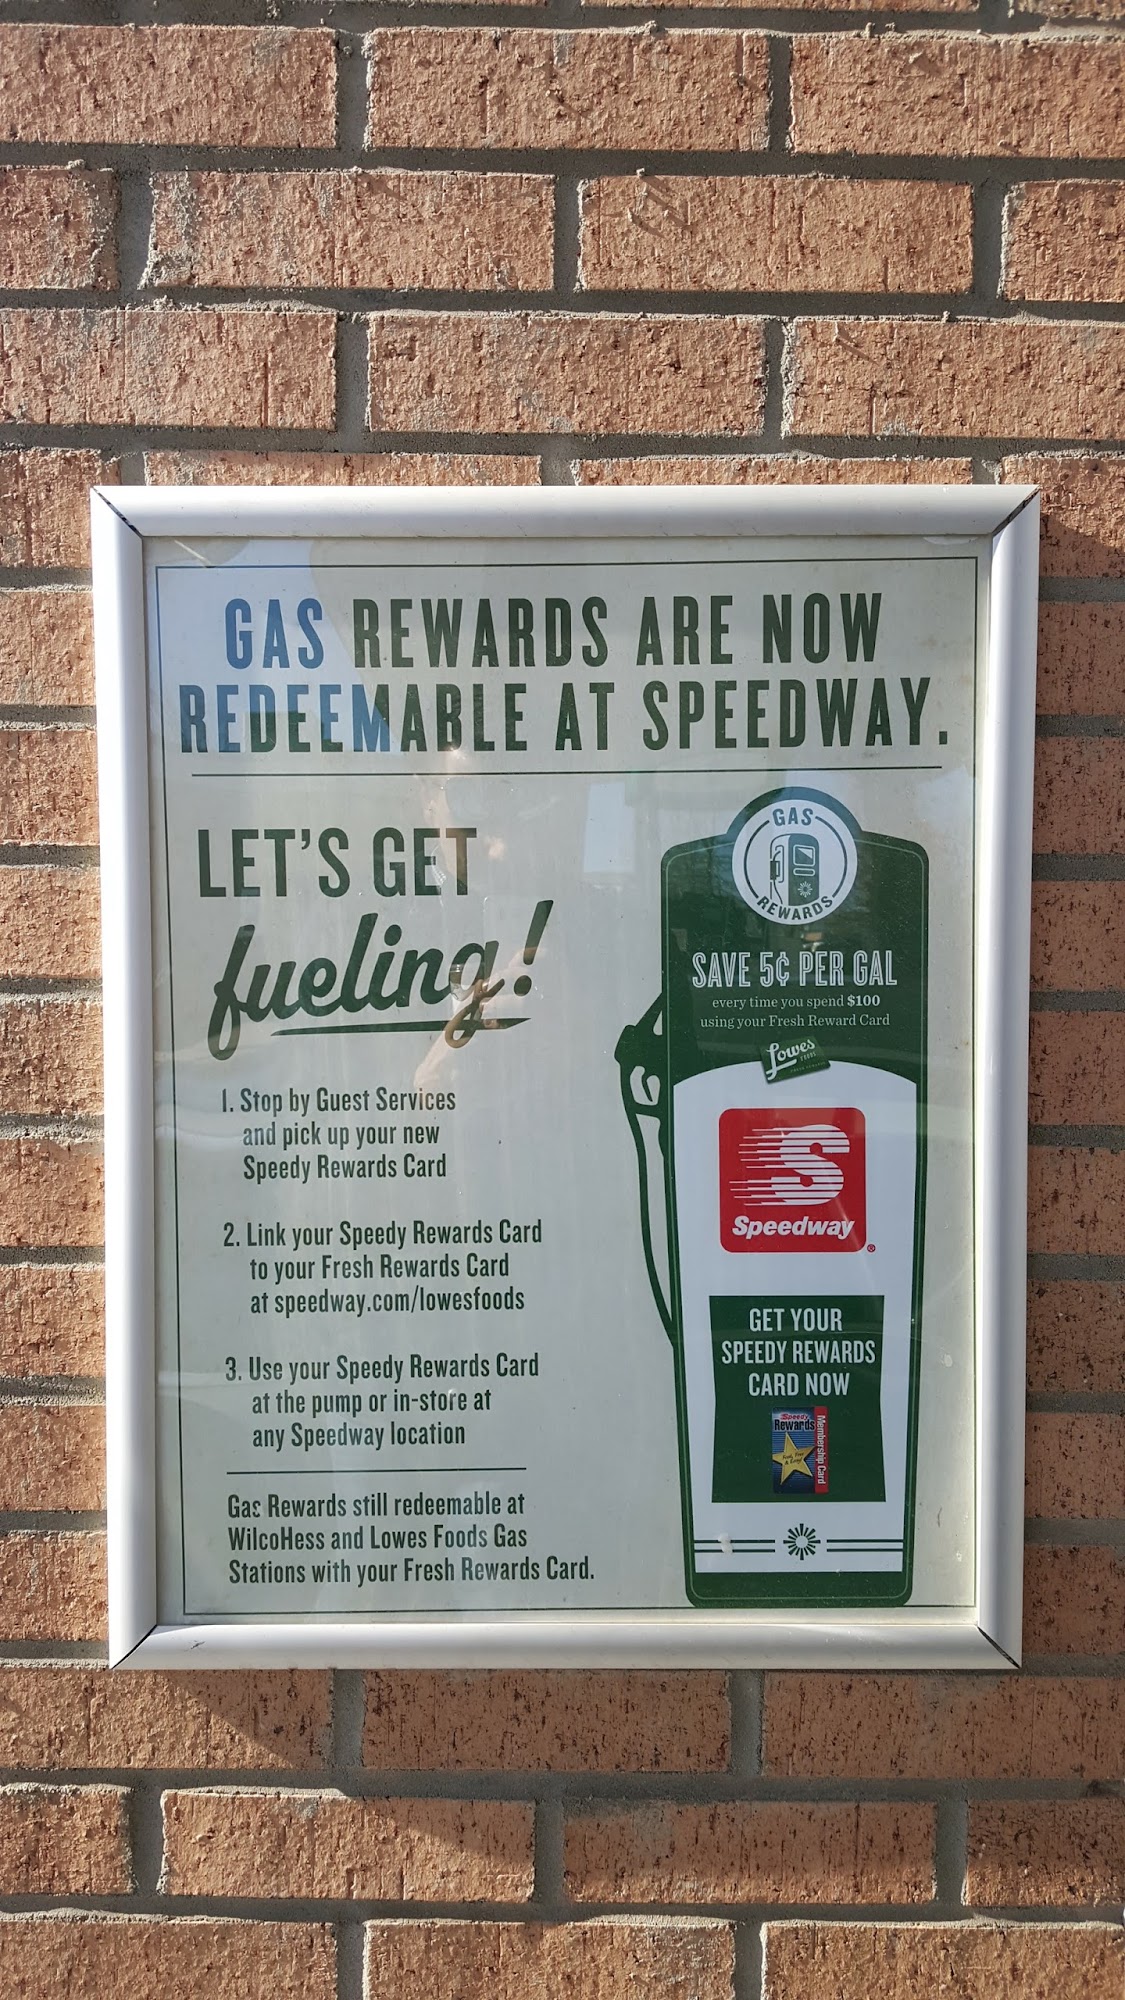 GAS REWARDS ARE NOW
REDEEMABLE AT SPEEDWAY.
LET'S GET
fueling!
1. Stop by Guest Services
and pick up your new
Speedy Rewards Card
2. Link your Speedy Rewards Card
to your Fresh Rewards Card
at speedway.com/lowesfoods
3. Use your Speedy Rewards Card
at the pump or in-store at
any Speedway location
Gas Rewards still redeemable at
WilcoHess and Lowes Foods Gas
Stations with your Fresh Rewards Card.
GAS
REWARDS
SAVE 5¢ PER GAL
every time you spend $100
using your Fresh Reward Card
Lowes
FOODS
S
Speedway®
GET YOUR
SPEEDY REWARDS
CARD NOW
Speedy
Rewards
Membership Card